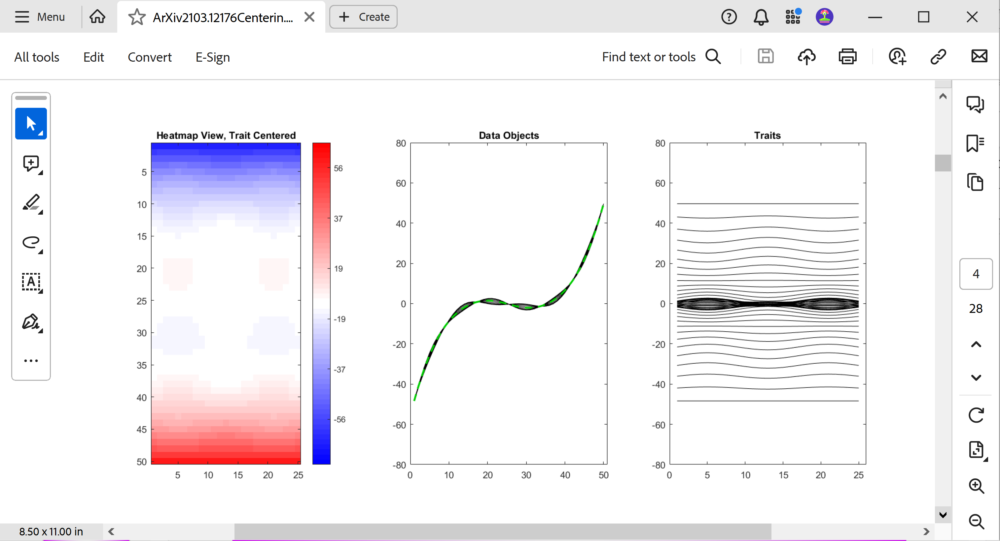 Menu
ArXiv2103.12176Centerin....
Create
All tools
Edit
Convert
E-Sign
Find text or tools
Heatmap View, Trait Centered
5
10
15
20
25
30
35
40
45
50
5 10 15 20 25
56
37
19
-19
-37
-56
Data Objects
80
60
40
20
0
-20
-40
-60
-80
0 10 20 30 40 50
Traits
80
60
40
20
0
-20
-40
-60
-80
0 5 10 15 20 25
A
4
28
8.50 x 11.00 in